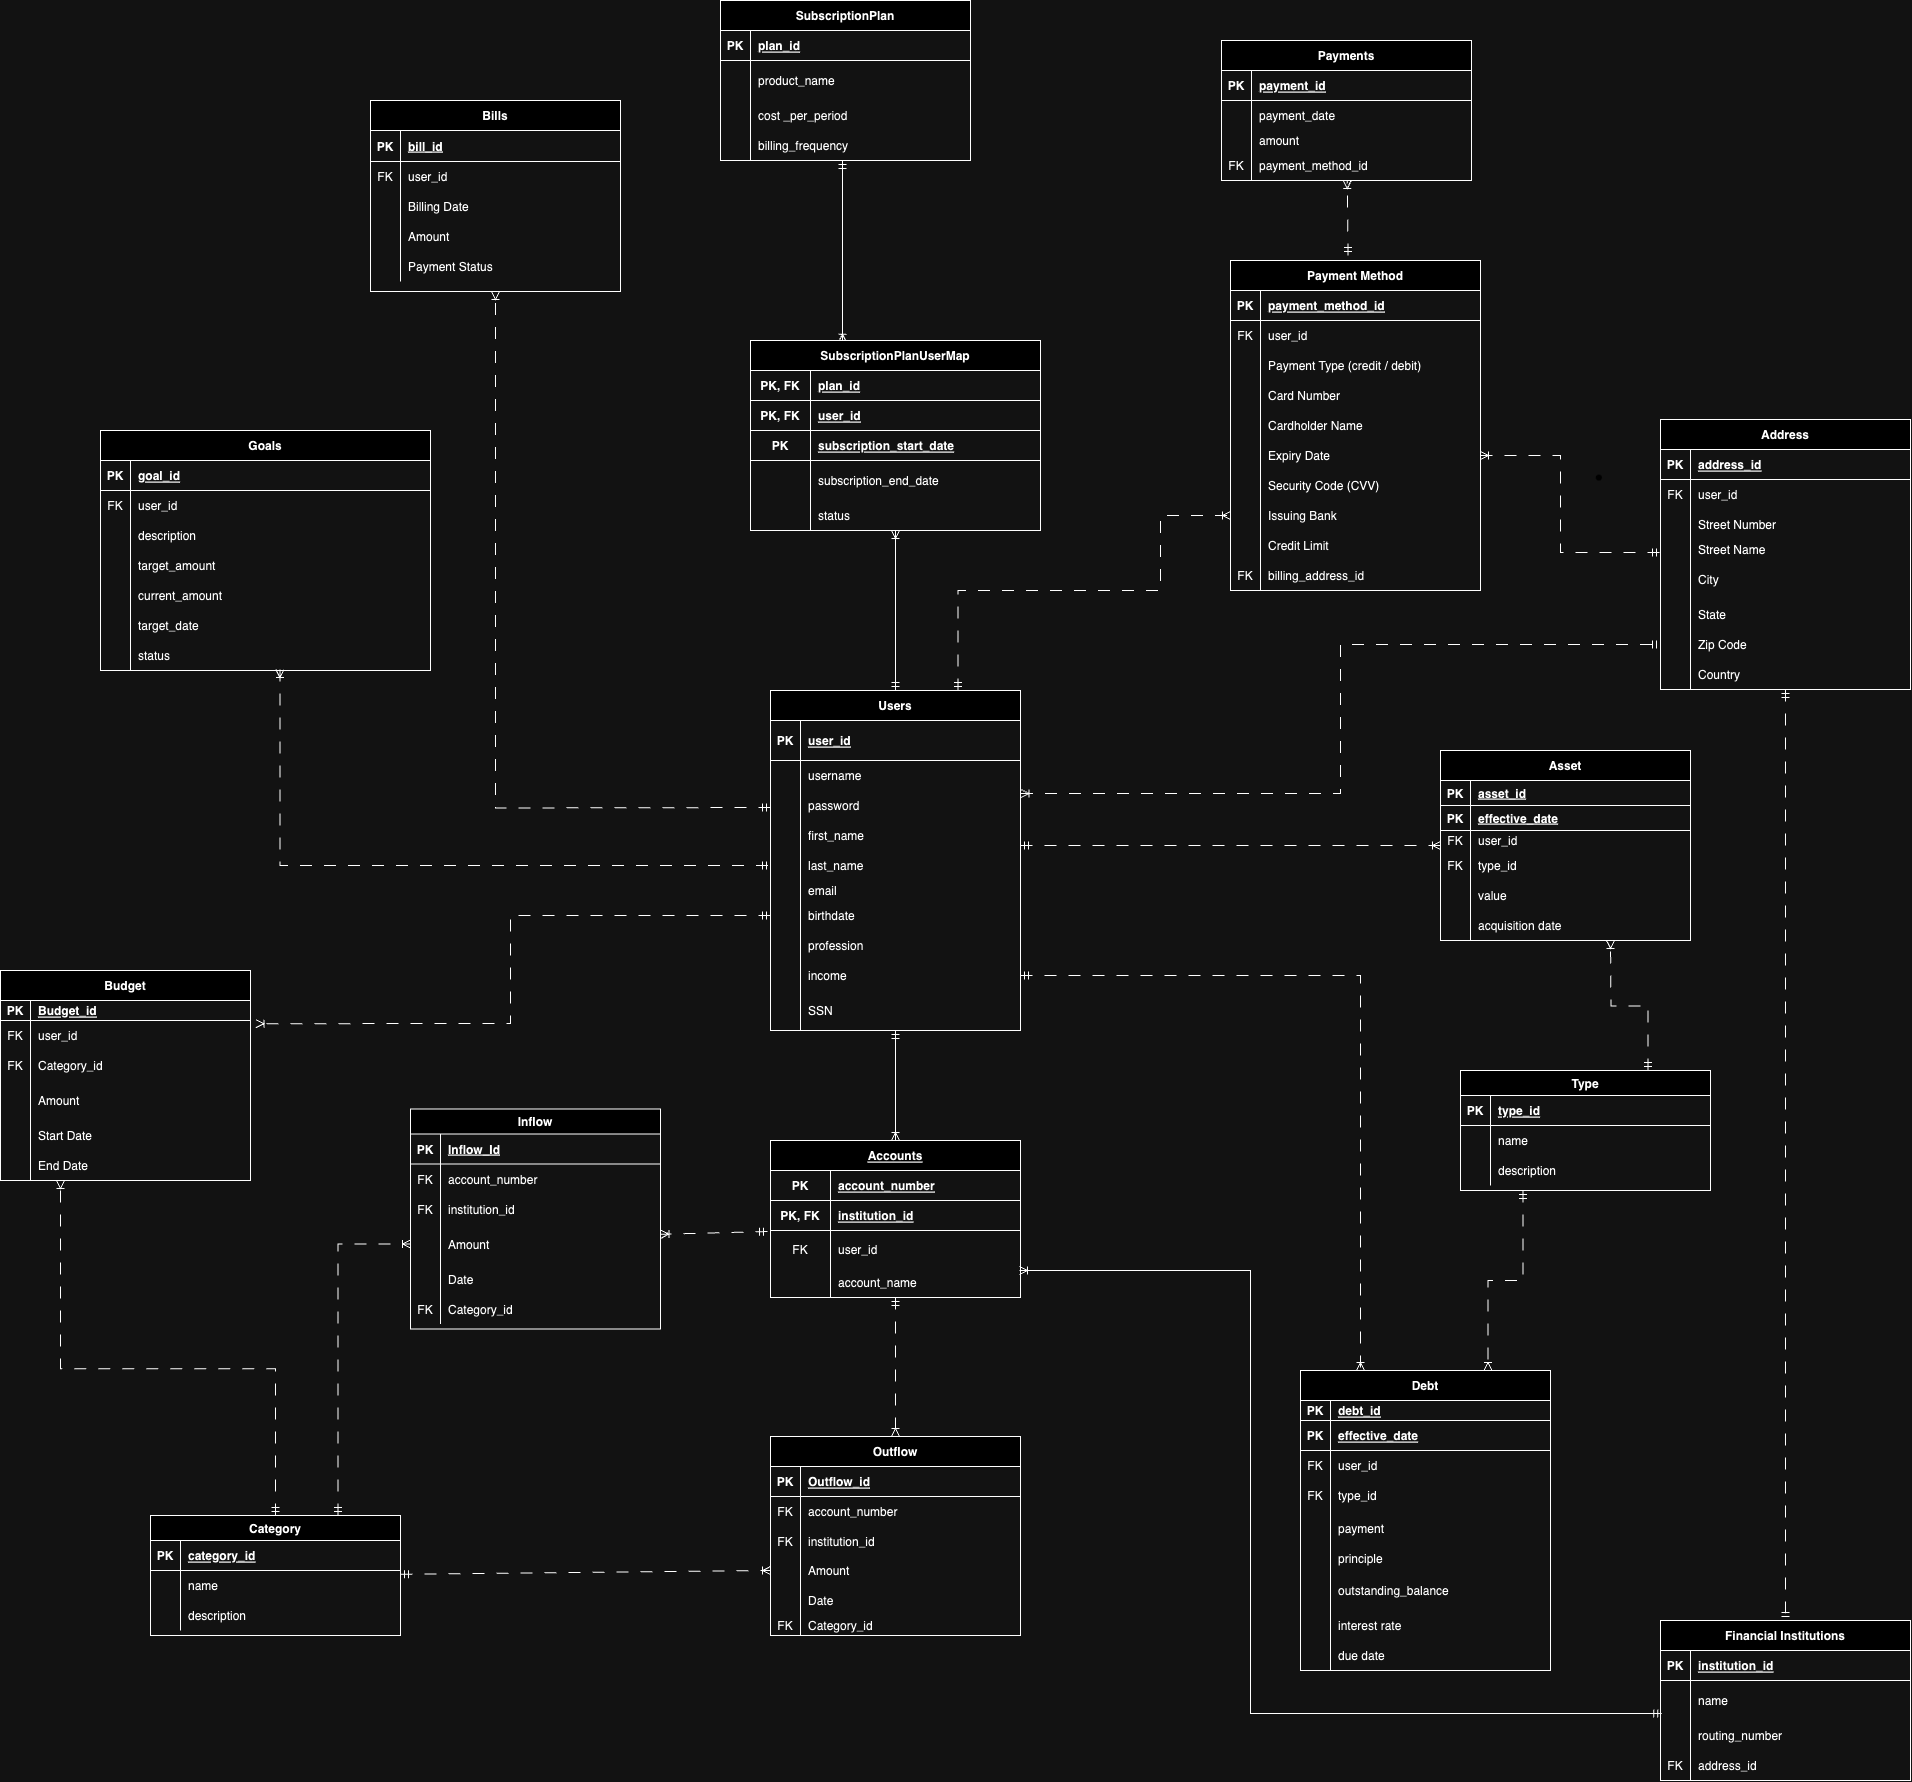 SubscriptionPlan
PK plan_id
product_name
cost _per_period
billing_frequency
Payments
PK payment_id
payment_date
amount
FK payment_method_id
Bills
PK bill_id
FK user_id
Billing Date
Amount
Payment Status
Payment Method
PK payment_method_id
FK user_id
Payment Type (credit / debit)
Card Number
Cardholder Name
Expiry Date
Security Code (CVV)
Issuing Bank
Credit Limit
FK billing_address_id
SubscriptionPlanUserMap
PK, FK plan_id
PK, FK user_id
PK subscription_start_date
subscription_end_date
status
Address
PK address_id
FK user_id
Street Number
Street Name
City
State
Zip Code
Country
Goals
PK goal_id
FK user_id
description
target_amount
current_amount
target_date
status
Users
PK user_id
username
password
first_name
last_name
email
birthdate
profession
income
SSN
Asset
PK asset_id
PK effective_date
FK user_id
FK type_id
value
acquisition date
Budget
PK Budget_id
FK user_id
FK Category_id
Amount
Start Date
End Date
Type
PK type_id
name
description
Inflow
PK Inflow_Id
FK account_number
FK institution_id
Amount
Date
FK Category_id
Accounts
PK account_number
PK, FK institution_id
FK user_id
account_name
Debt
PK debt_id
PK effective_date
FK user_id
FK type_id
payment
principle
outstanding_balance
interest rate
due date
Outflow
PK Outflow_id
FK account_number
FK institution_id
Amount
Date
FK Category_id
Category
PK category_id
name
description
Financial Institutions
PK institution_id
name
routing_number
FK address_id